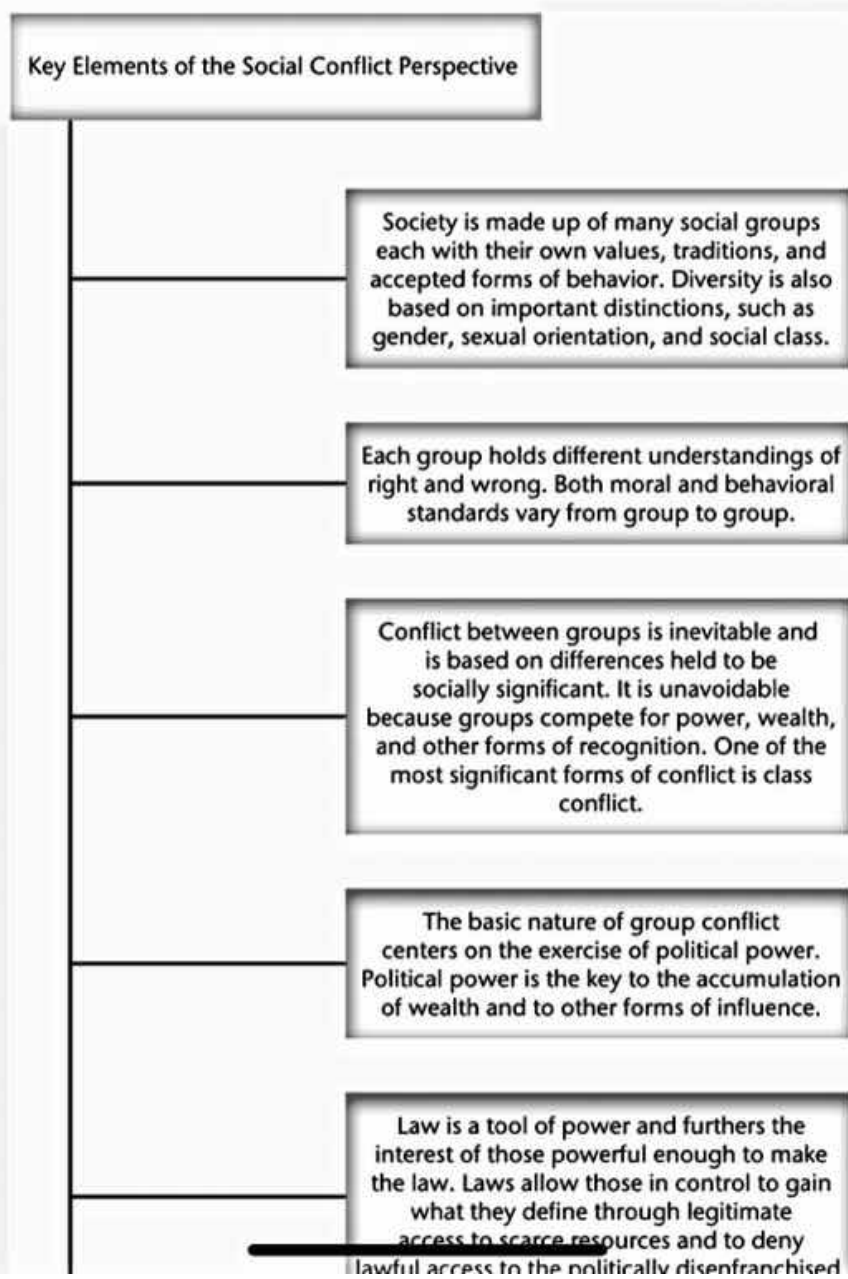 Key Elements of the Social Conflict Perspective
Society is made up of many social groups
each with their own values, traditions, and
accepted forms of behavior. Diversity is also
based on important distinctions, such as
gender, sexual orientation, and social class.
Each group holds different understandings of
right and wrong. Both moral and behavioral
standards vary from group to group.
Conflict between groups is inevitable and
is based on differences held to be
socially significant. It is unavoidable
because groups compete for power, wealth,
and other forms of recognition. One of the
most significant forms of conflict is class
conflict.
The basic nature of group conflict
centers on the exercise of political power.
Political power is the key to the accumulation
of wealth and to other forms of influence.
Law is a tool of power and furthers the
interest of those powerful enough to make
the law. Laws allow those in control to gain
what they define through legitimate
access to scarce resources and to deny
lawful access to the politically disenfranchised